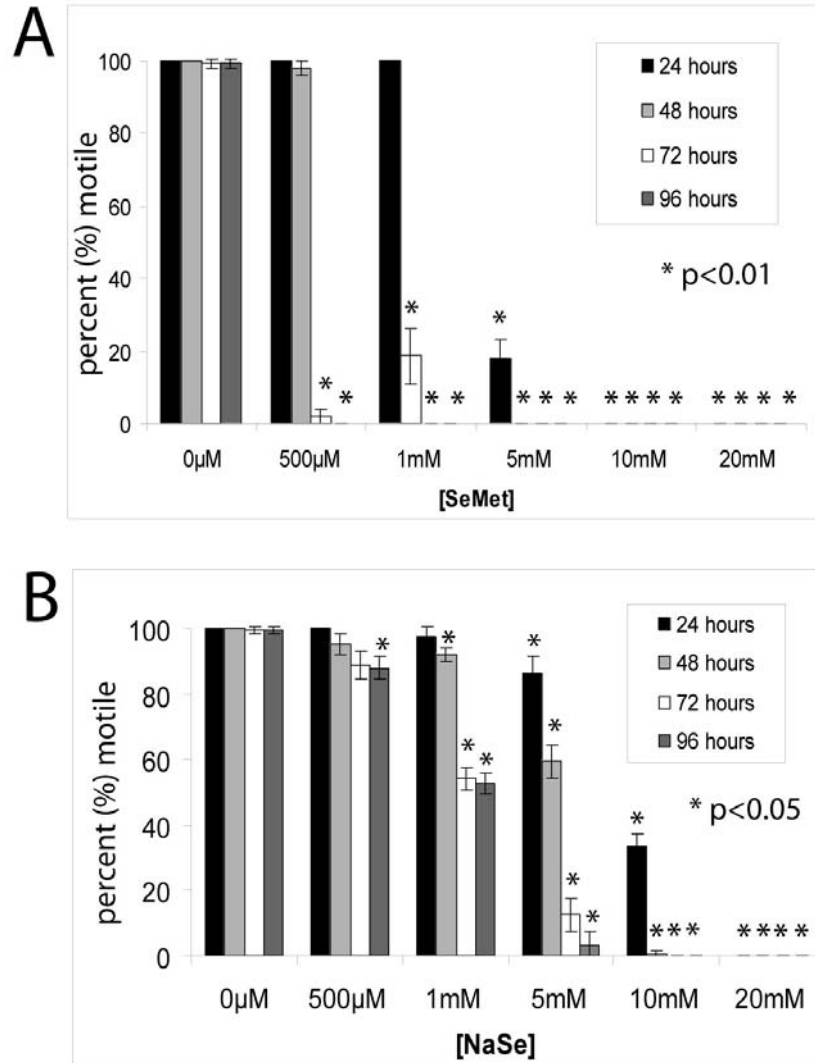 A
percent (%) motile
100
80
60
40
20
0
24 hours
48 hours
72 hours
96 hours
* p<0.01
*
* *
* * *
* * * *
* * * *
* * * *
0µM 500µM 1mM 5mM 10mM 20mM
[SeMet]
B
percent (%) motile
100
80
60
40
20
0
24 hours
48 hours
72 hours
96 hours
* p<0.05
*
* * * *
* * * *
* * * *
* * * *
0µM 500µM 1mM 5mM 10mM 20mM
[NaSe]